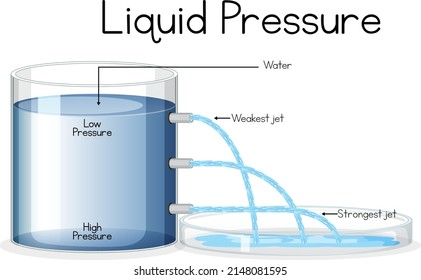 Liquid Pressure
Water
Low
Pressure
Weakest jet
High
Pressure
Strongest jet
shutterstock.com · 2148081595